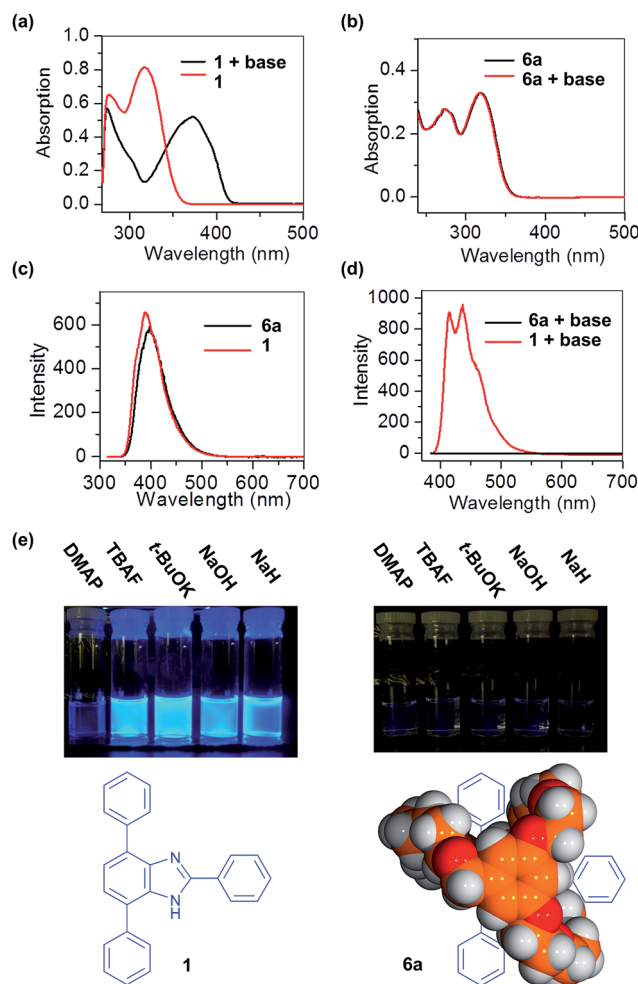 (a)
(b)
1.0
0.8
0.6
0.4
0.2
0.0
Absorption
1 + base
1
300 400 500
Wavelength (nm)
0.4
0.2
0.0
Absorption
6a
6a + base
300 400 500
Wavelength (nm)
(c)
(d)
600
400
200
0
Intensity
6a
1
300 400 500 600 700
Wavelength (nm)
1000
800
600
400
200
0
Intensity
6a + base
1 + base
400 500 600 700
Wavelength (nm)
(e)
DMAP TBAF t-BuOK NaOH NaH
DMAP TBAF t-BuOK NaOH NaH
N
N
H
1
6a